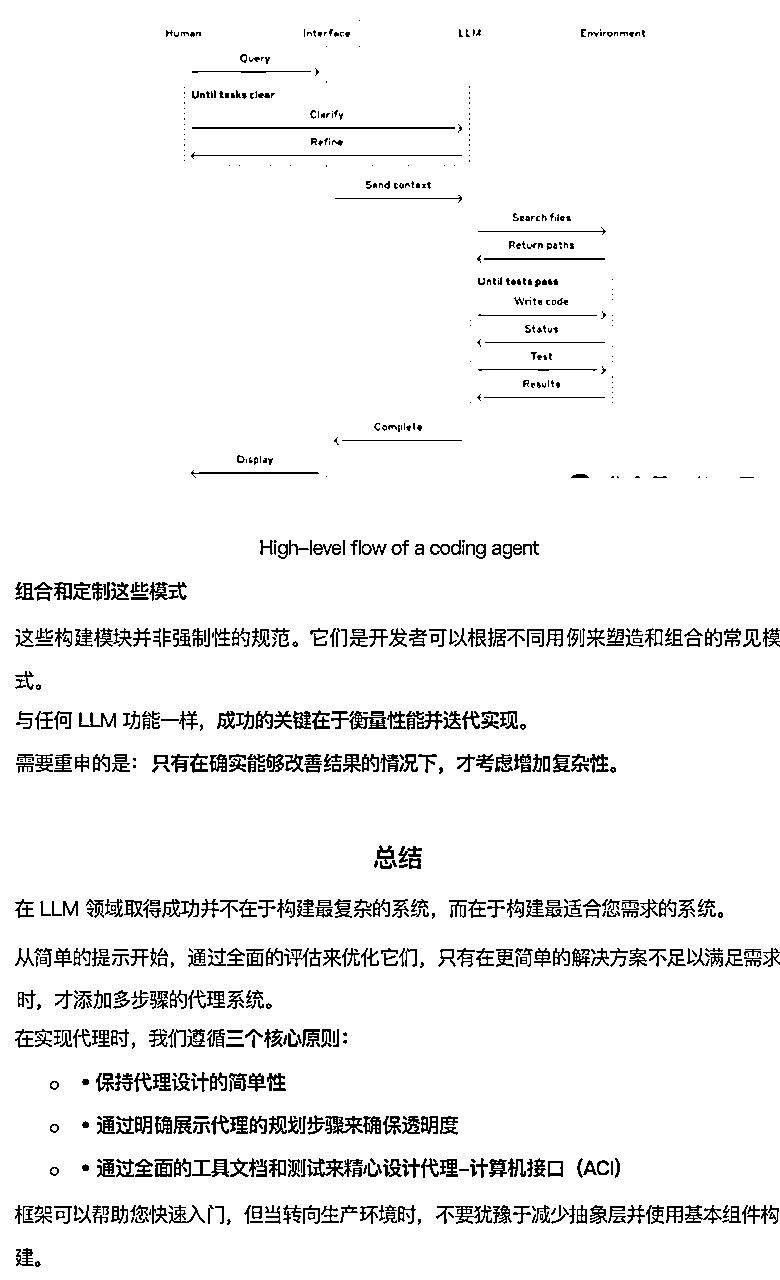 Human Interface LLM Environment
Query
Until tasks clear
Clarify
Refine
Send context
Search files
Return paths
Until tests pass
Write code
Status
Test
Results
Complete
Display
High-level flow of a coding agent
组合和定制这些模式
这些构建模块并非强制性的规范。它们是开发者可以根据不同用例来塑造和组合的常见模
式。
与任何 LLM 功能一样，成功的关键在于衡量性能并迭代实现。
需要重申的是：只有在确实能够改善结果的情况下，才考虑增加复杂性。
总结
在 LLM 领域取得成功并不在于构建最复杂的系统，而在于构建最适合您需求的系统。
从简单的提示开始，通过全面的评估来优化它们，只有在更简单的解决方案不足以满足需求
时，才添加多步骤的代理系统。
在实现代理时，我们遵循三个核心原则：
• 保持代理设计的简单性
• 通过明确展示代理的规划步骤来确保透明度
• 通过全面的工具文档和测试来精心设计代理-计算机接口（ACI）
框架可以帮助您快速入门，但当转向生产环境时，不要犹豫于减少抽象层并使用基本组件构
建。